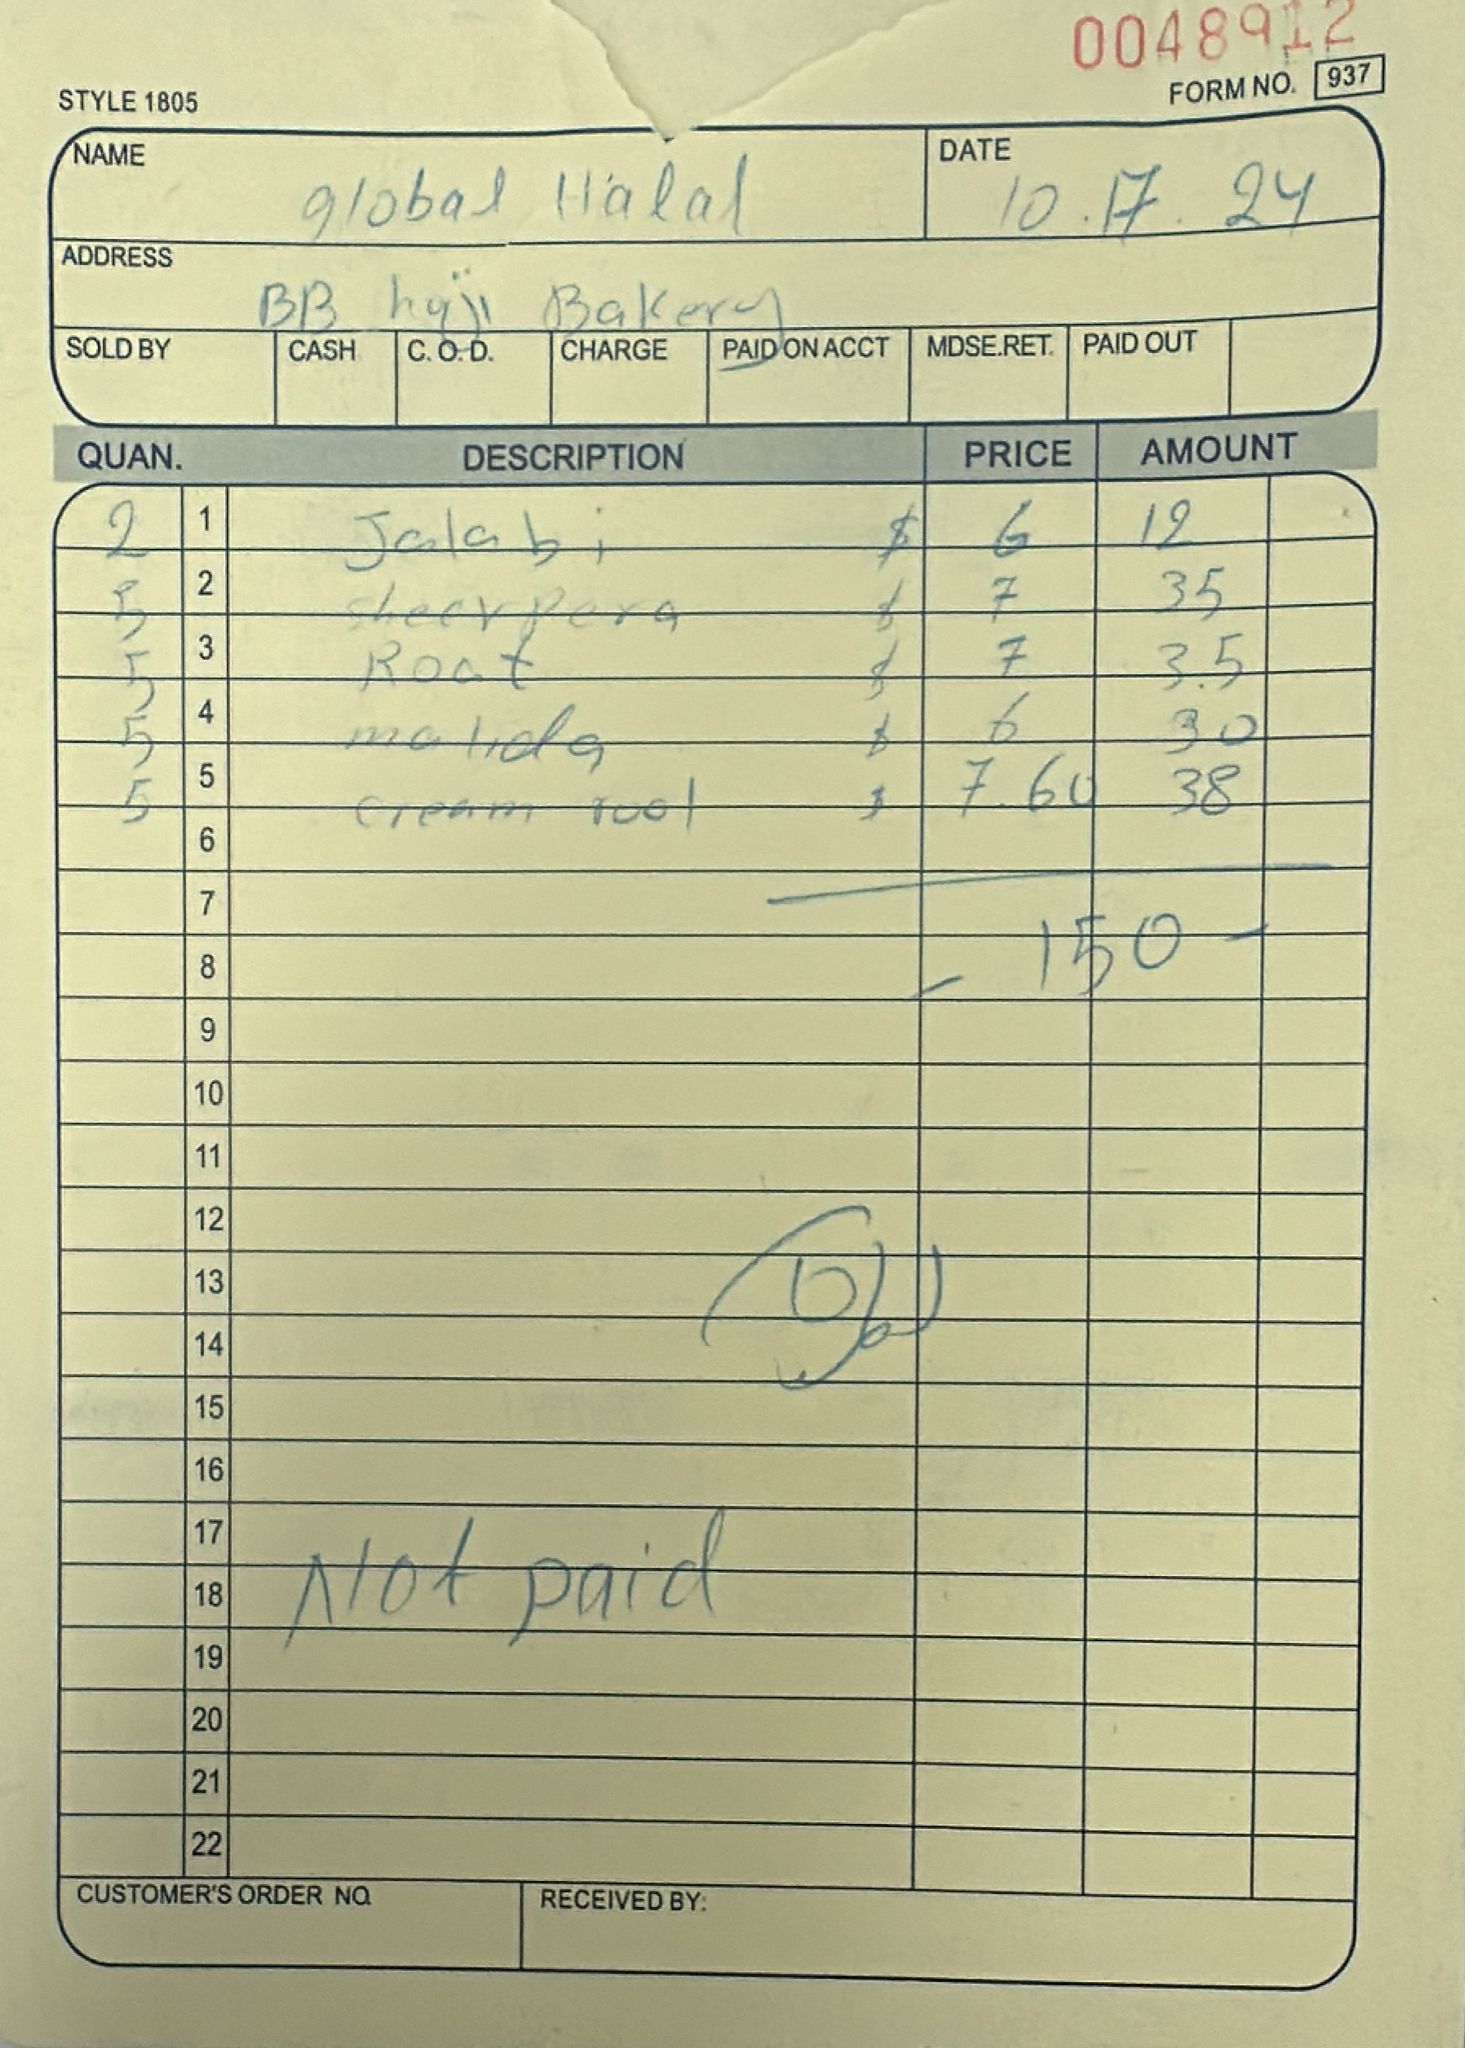 0048912
STYLE 1805 FORM NO. 937
NAME DATE
global Halal 10.17.24
ADDRESS
BB haji Bakery
SOLD BY CASH C. O. D. CHARGE PAID ON ACCT MDSE.RET. PAID OUT
QUAN. DESCRIPTION PRICE AMOUNT
2 1 Jalabi $ 6 12
5 2 sheerpera $ 7 35
5 3 Roat $ 7 3.5
5 4 malida $ 6 30
5 5 cream rool $ 7.60 38
6
7
- 150 -
8
9
10
11
12
13
14
15
16
17
Not paid
18
19
20
21
22
CUSTOMER'S ORDER NO. RECEIVED BY: